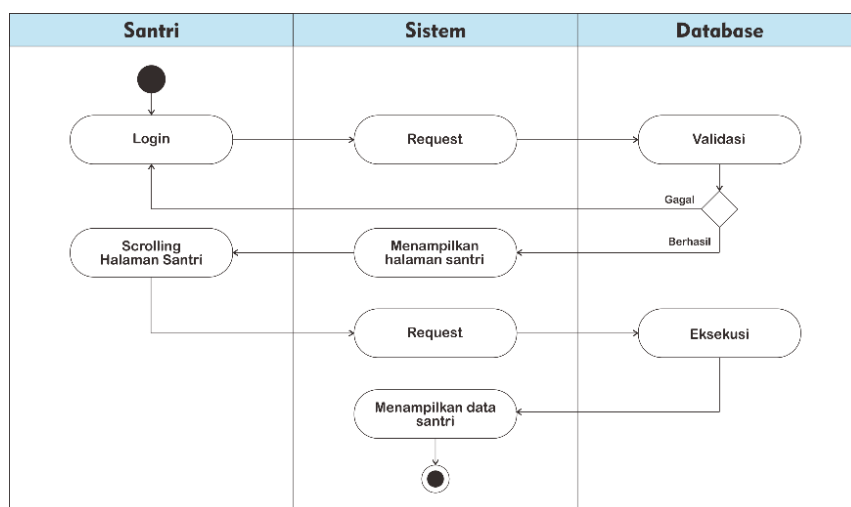 Santri
Sistem
Database
Login
Request
Validasi
Gagal
Berhasil
Scrolling
Halaman Santri
Menampilkan
halaman santri
Request
Eksekusi
Menampilkan data
santri